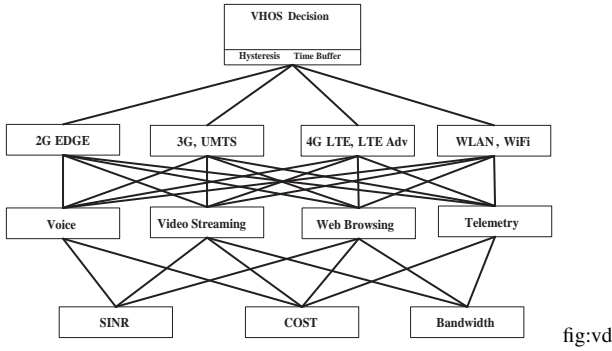 VHOS Decision
Hysteresis Time Buffer
2G EDGE 3G, UMTS 4G LTE, LTE Adv WLAN , WiFi
Voice Video Streaming Web Browsing Telemetry
SINR COST Bandwidth
fig:vd